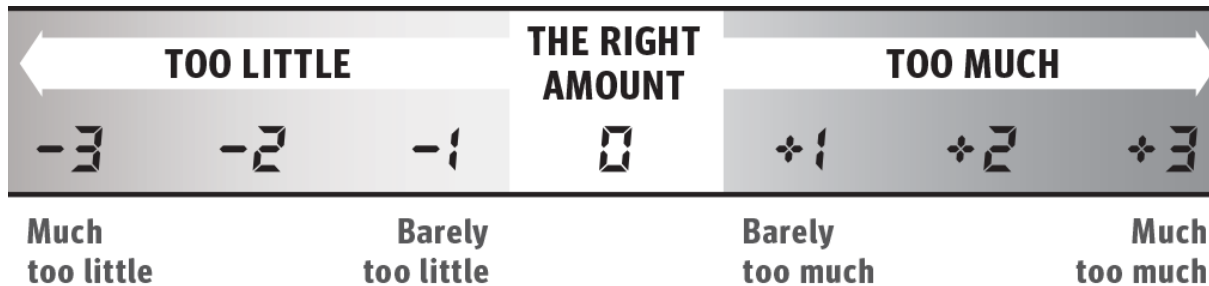 TOO LITTLE
THE RIGHT
AMOUNT
TOO MUCH
-3 -2 -1 0 +1 +2 +3
Much
too little
Barely
too little
Barely
too much
Much
too much